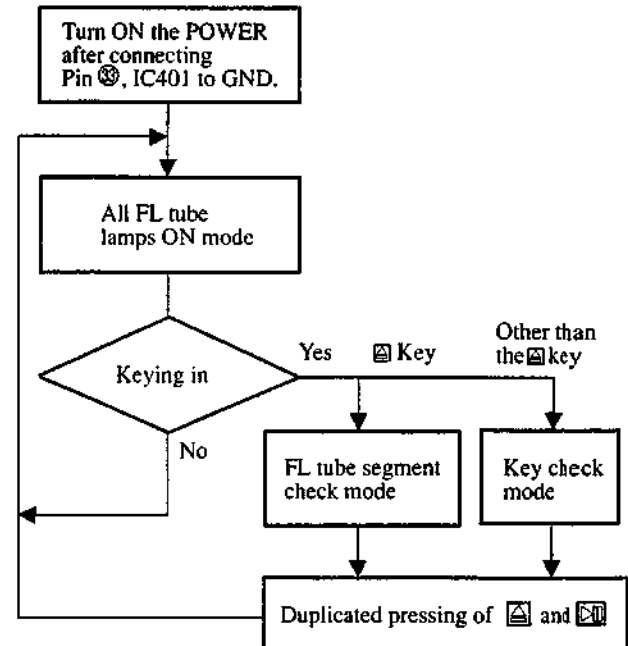 Turn ON the POWER
after connecting
Pin ㉝, IC401 to GND.
All FL tube
lamps ON mode
Keying in
Yes
⏏ Key
Other than
the ⏏ key
No
FL tube segment
check mode
Key check
mode
Duplicated pressing of ⏏ and ⏯